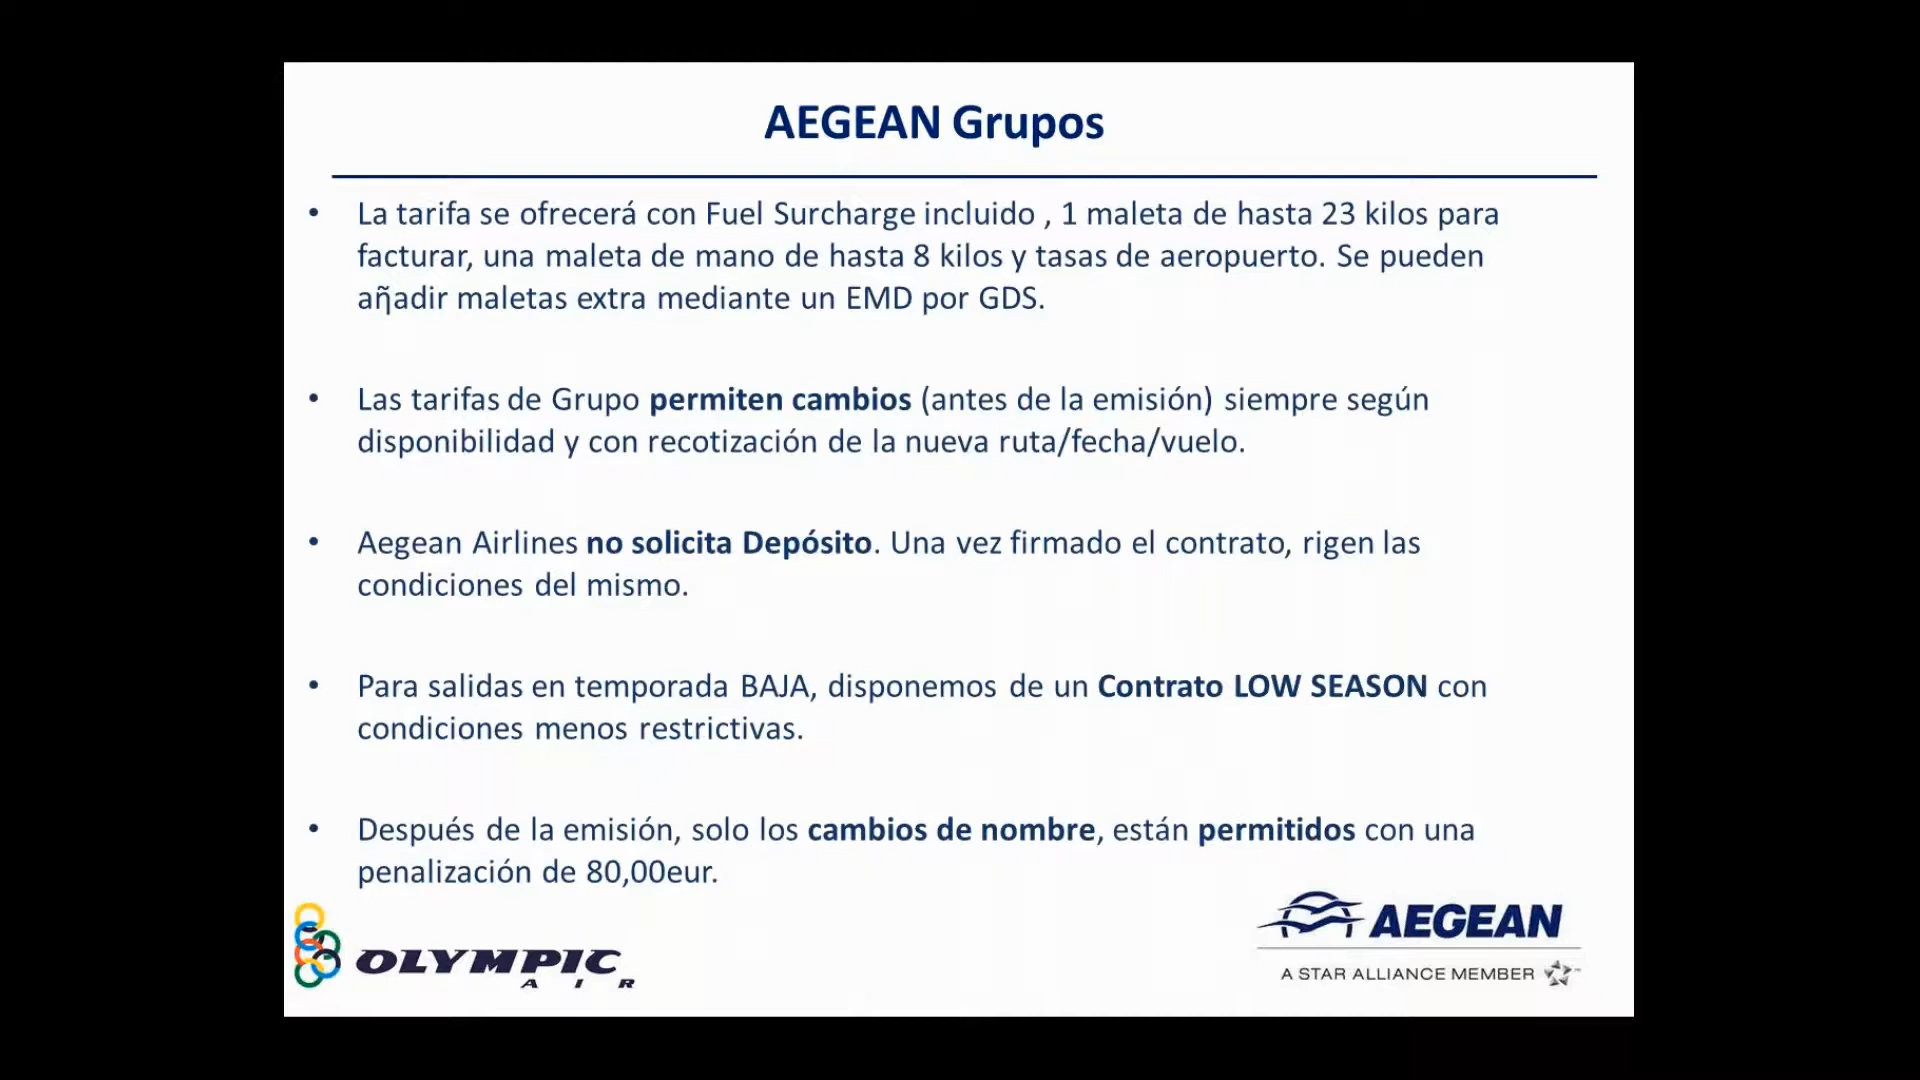 AEGEAN Grupos
• La tarifa se ofrecerá con Fuel Surcharge incluido , 1 maleta de hasta 23 kilos para
facturar, una maleta de mano de hasta 8 kilos y tasas de aeropuerto. Se pueden
añadir maletas extra mediante un EMD por GDS.
• Las tarifas de Grupo permiten cambios (antes de la emisión) siempre según
disponibilidad y con recotización de la nueva ruta/fecha/vuelo.
• Aegean Airlines no solicita Depósito. Una vez firmado el contrato, rigen las
condiciones del mismo.
• Para salidas en temporada BAJA, disponemos de un Contrato LOW SEASON con
condiciones menos restrictivas.
• Después de la emisión, solo los cambios de nombre, están permitidos con una
penalización de 80,00eur.
OLYMPIC
AIR
AEGEAN
A STAR ALLIANCE MEMBER